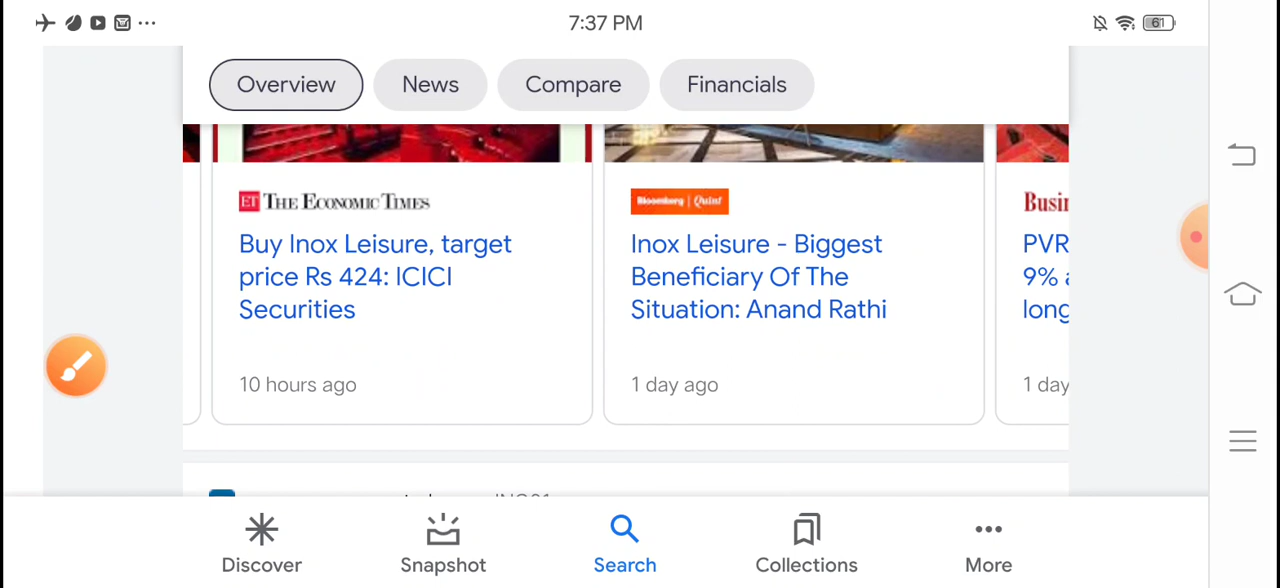 7:37 PM
61
Overview
News
Compare
Financials
ET THE ECONOMIC TIMES
Buy Inox Leisure, target
price Rs 424: ICICI
Securities
10 hours ago
Bloomberg | Quint
Inox Leisure - Biggest
Beneficiary Of The
Situation: Anand Rathi
1 day ago
Busin
PVR
9%
long
1 day
Discover
Snapshot
Search
Collections
More